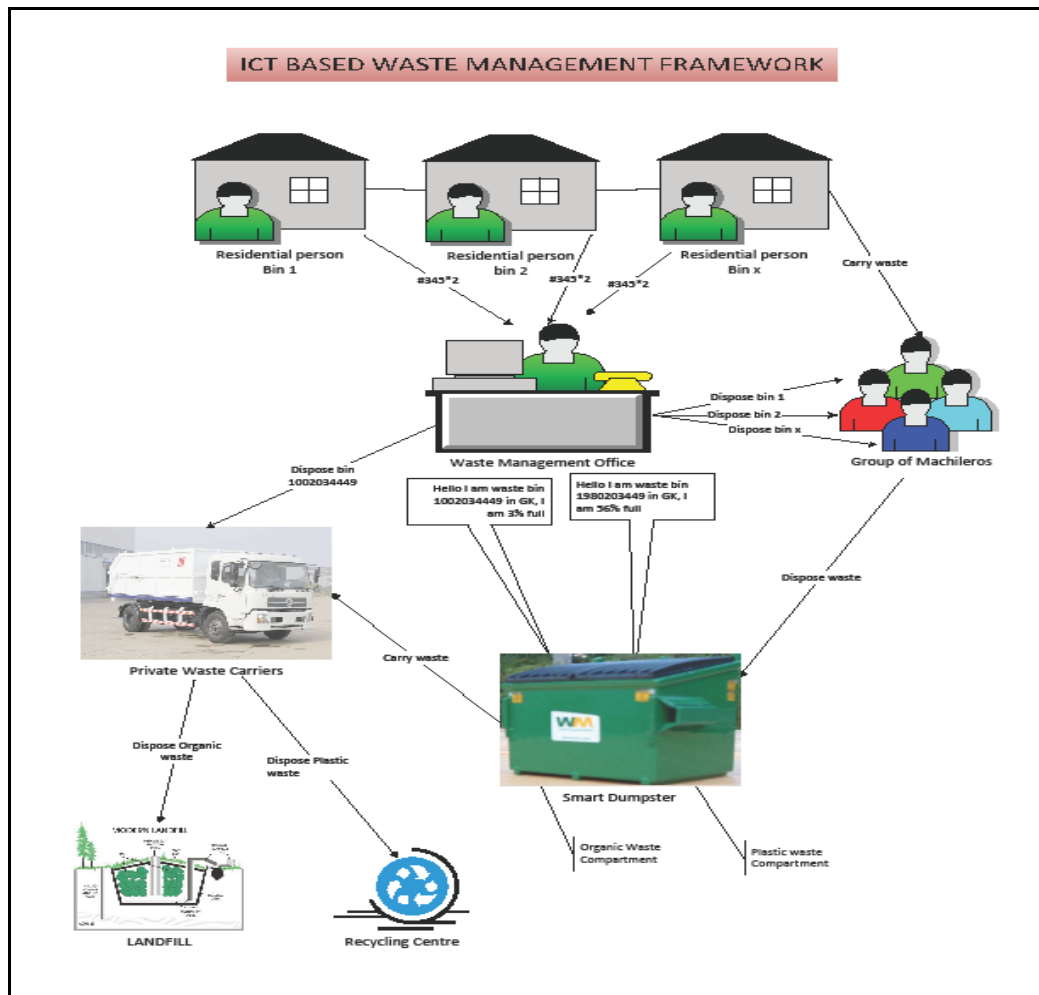 ICT BASED WASTE MANAGEMENT FRAMEWORK
Residential person
Bin 1
Residential person
bin 2
Residential person
Bin x
#345*2
#345*2
#345*2
Carry waste
Dispose bin 1
Dispose bin 2
Dispose bin x
Waste Management Office
Group of Machileros
Dispose bin
1002034449
Hello I am waste bin
1002034449 in GK, I
am 3% full
Hello I am waste bin
1980203449 in GK, I
am 56% full
Dispose waste
Private Waste Carriers
Carry waste
WM
Smart Dumpster
Dispose Organic
waste
Dispose Plastic
waste
Organic Waste
Compartment
Plastic waste
Compartment
MODERN LANDFILL
LANDFILL
Recycling Centre